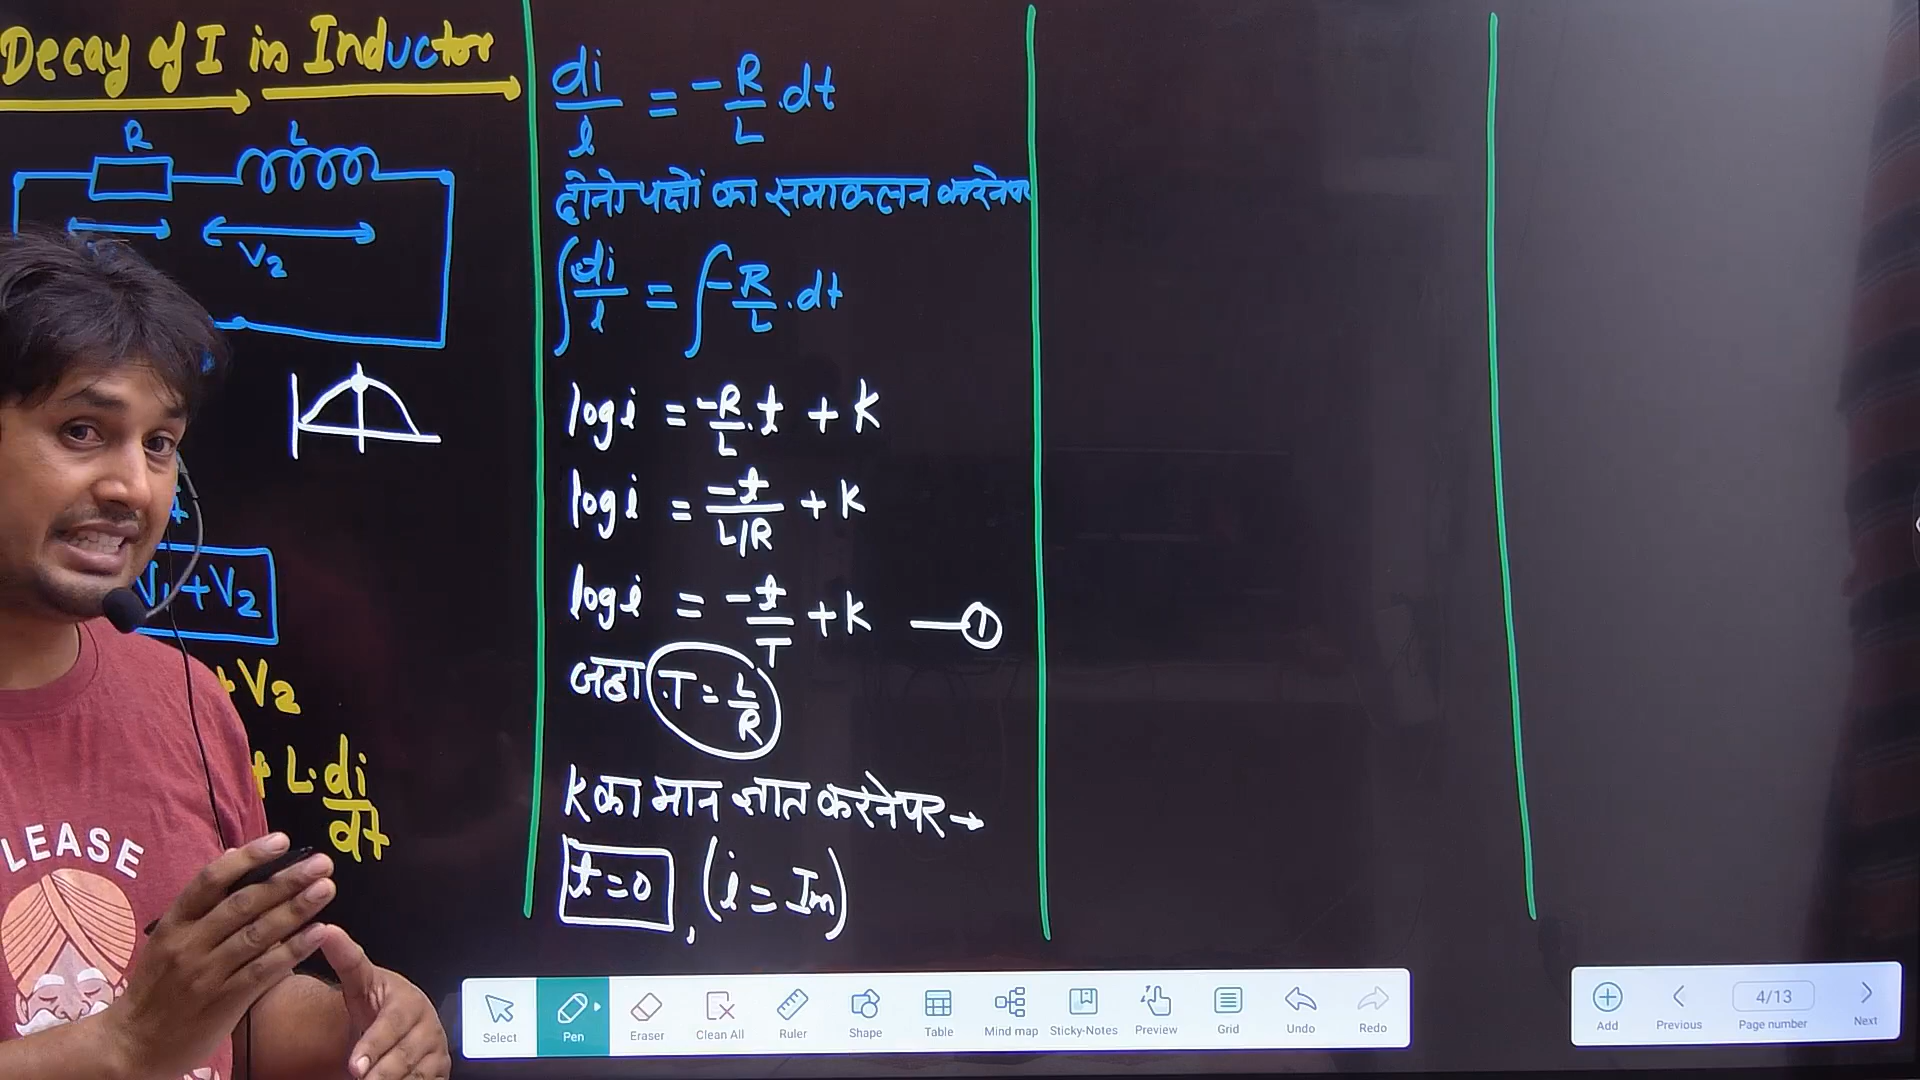 Decay of I in Inductor
R
L
V2
V1+V2
+V2
+ L·di/dt
LEASE
di/i = -R/L .dt
दोनो पक्षों का समाकलन करनेपर
∫di/i = ∫-R/L .dt
log i = -R/L .t + K
log i = -t/L|R + K
log i = -t/T + K —①
जहा T = L/R
K का मान ज्ञात करनेपर →
t=0 , (i = Im)
Select
Pen
Eraser
Clean All
Ruler
Shape
Table
Mind map
Sticky-Notes
Preview
Grid
Undo
Redo
Add
Previous
4/13
Page number
Next